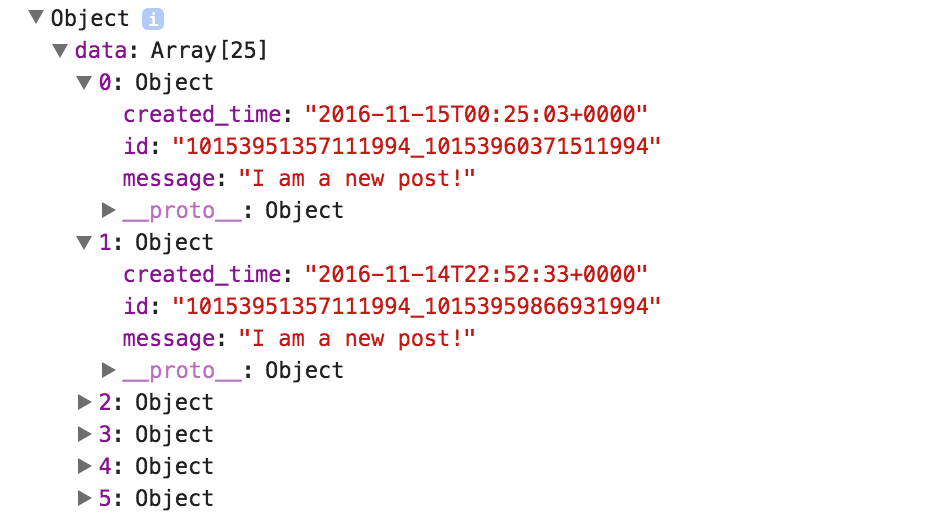 Object i
data: Array[25]
0: Object
created_time: "2016-11-15T00:25:03+0000"
id: "10153951357111994_10153960371511994"
message: "I am a new post!"
__proto__: Object
1: Object
created_time: "2016-11-14T22:52:33+0000"
id: "10153951357111994_10153959866931994"
message: "I am a new post!"
__proto__: Object
2: Object
3: Object
4: Object
5: Object